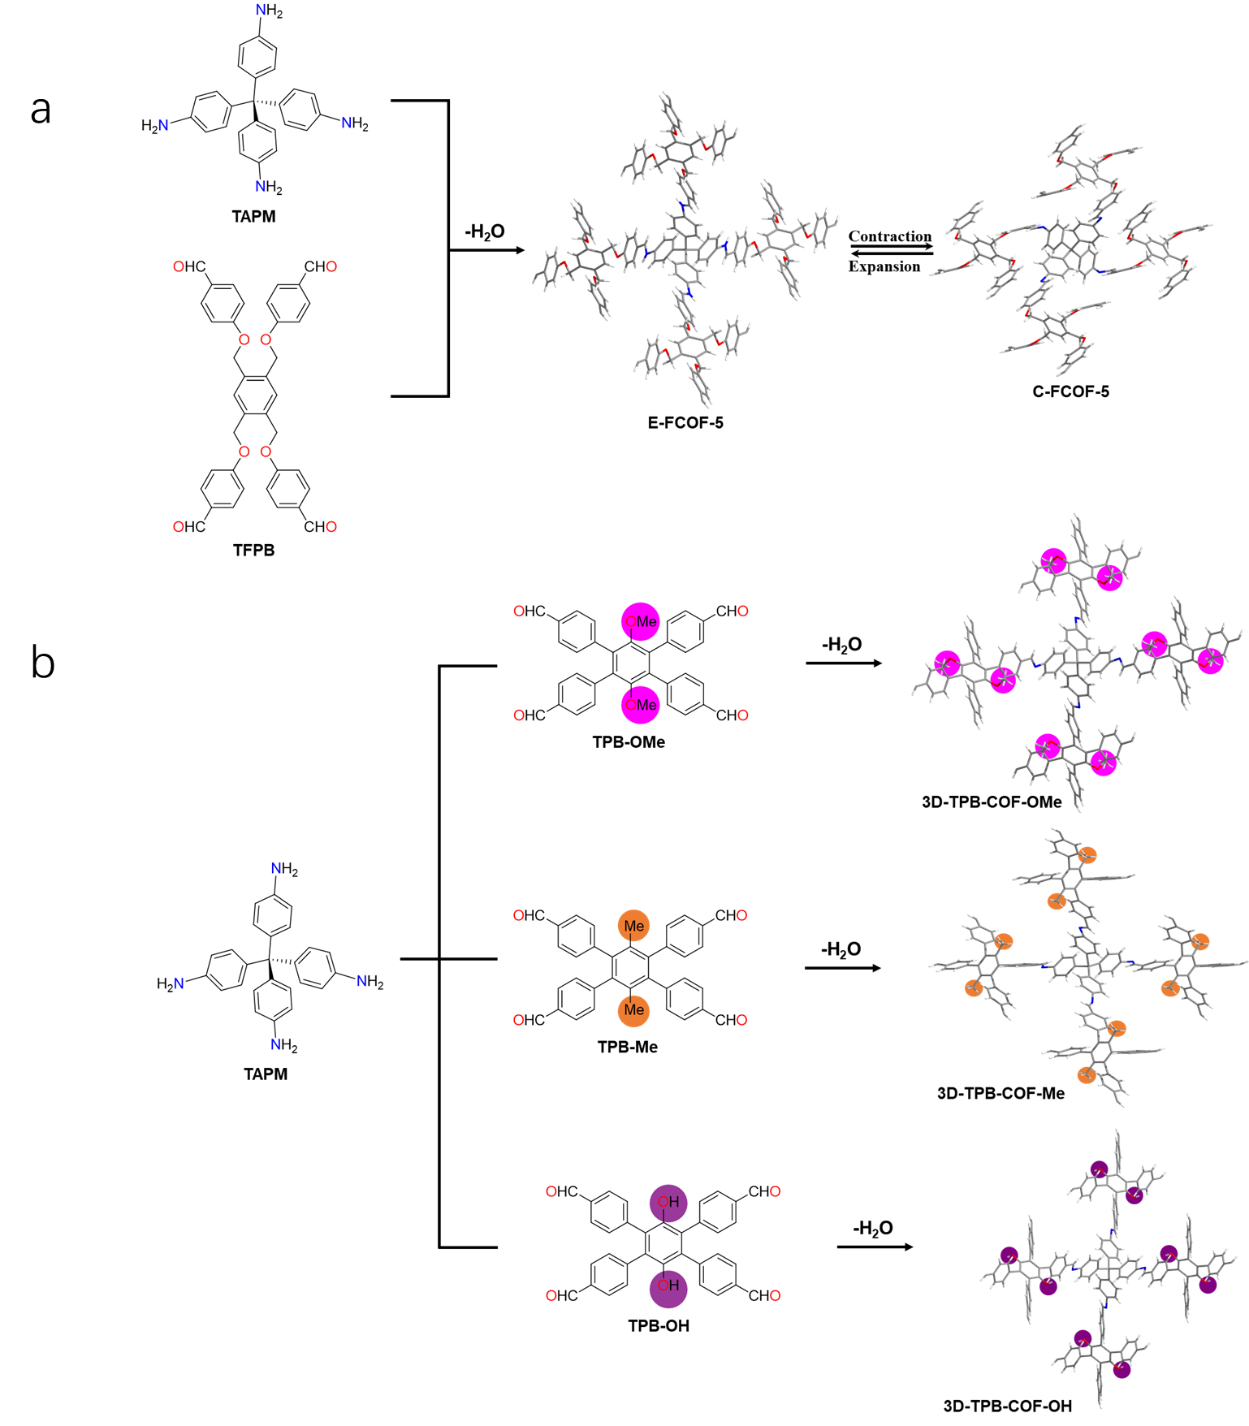 a
NH₂
H₂N
NH₂
NH₂
TAPM
OHC
CHO
O
O
O
O
OHC
CHO
TFPB
-H₂O
E-FCOF-5
Contraction
Expansion
C-FCOF-5
b
NH₂
H₂N
NH₂
NH₂
TAPM
OHC
OMe
CHO
OHC
OMe
CHO
TPB-OMe
-H₂O
3D-TPB-COF-OMe
OHC
Me
CHO
OHC
Me
CHO
TPB-Me
-H₂O
3D-TPB-COF-Me
OHC
OH
CHO
OHC
OH
CHO
TPB-OH
-H₂O
3D-TPB-COF-OH